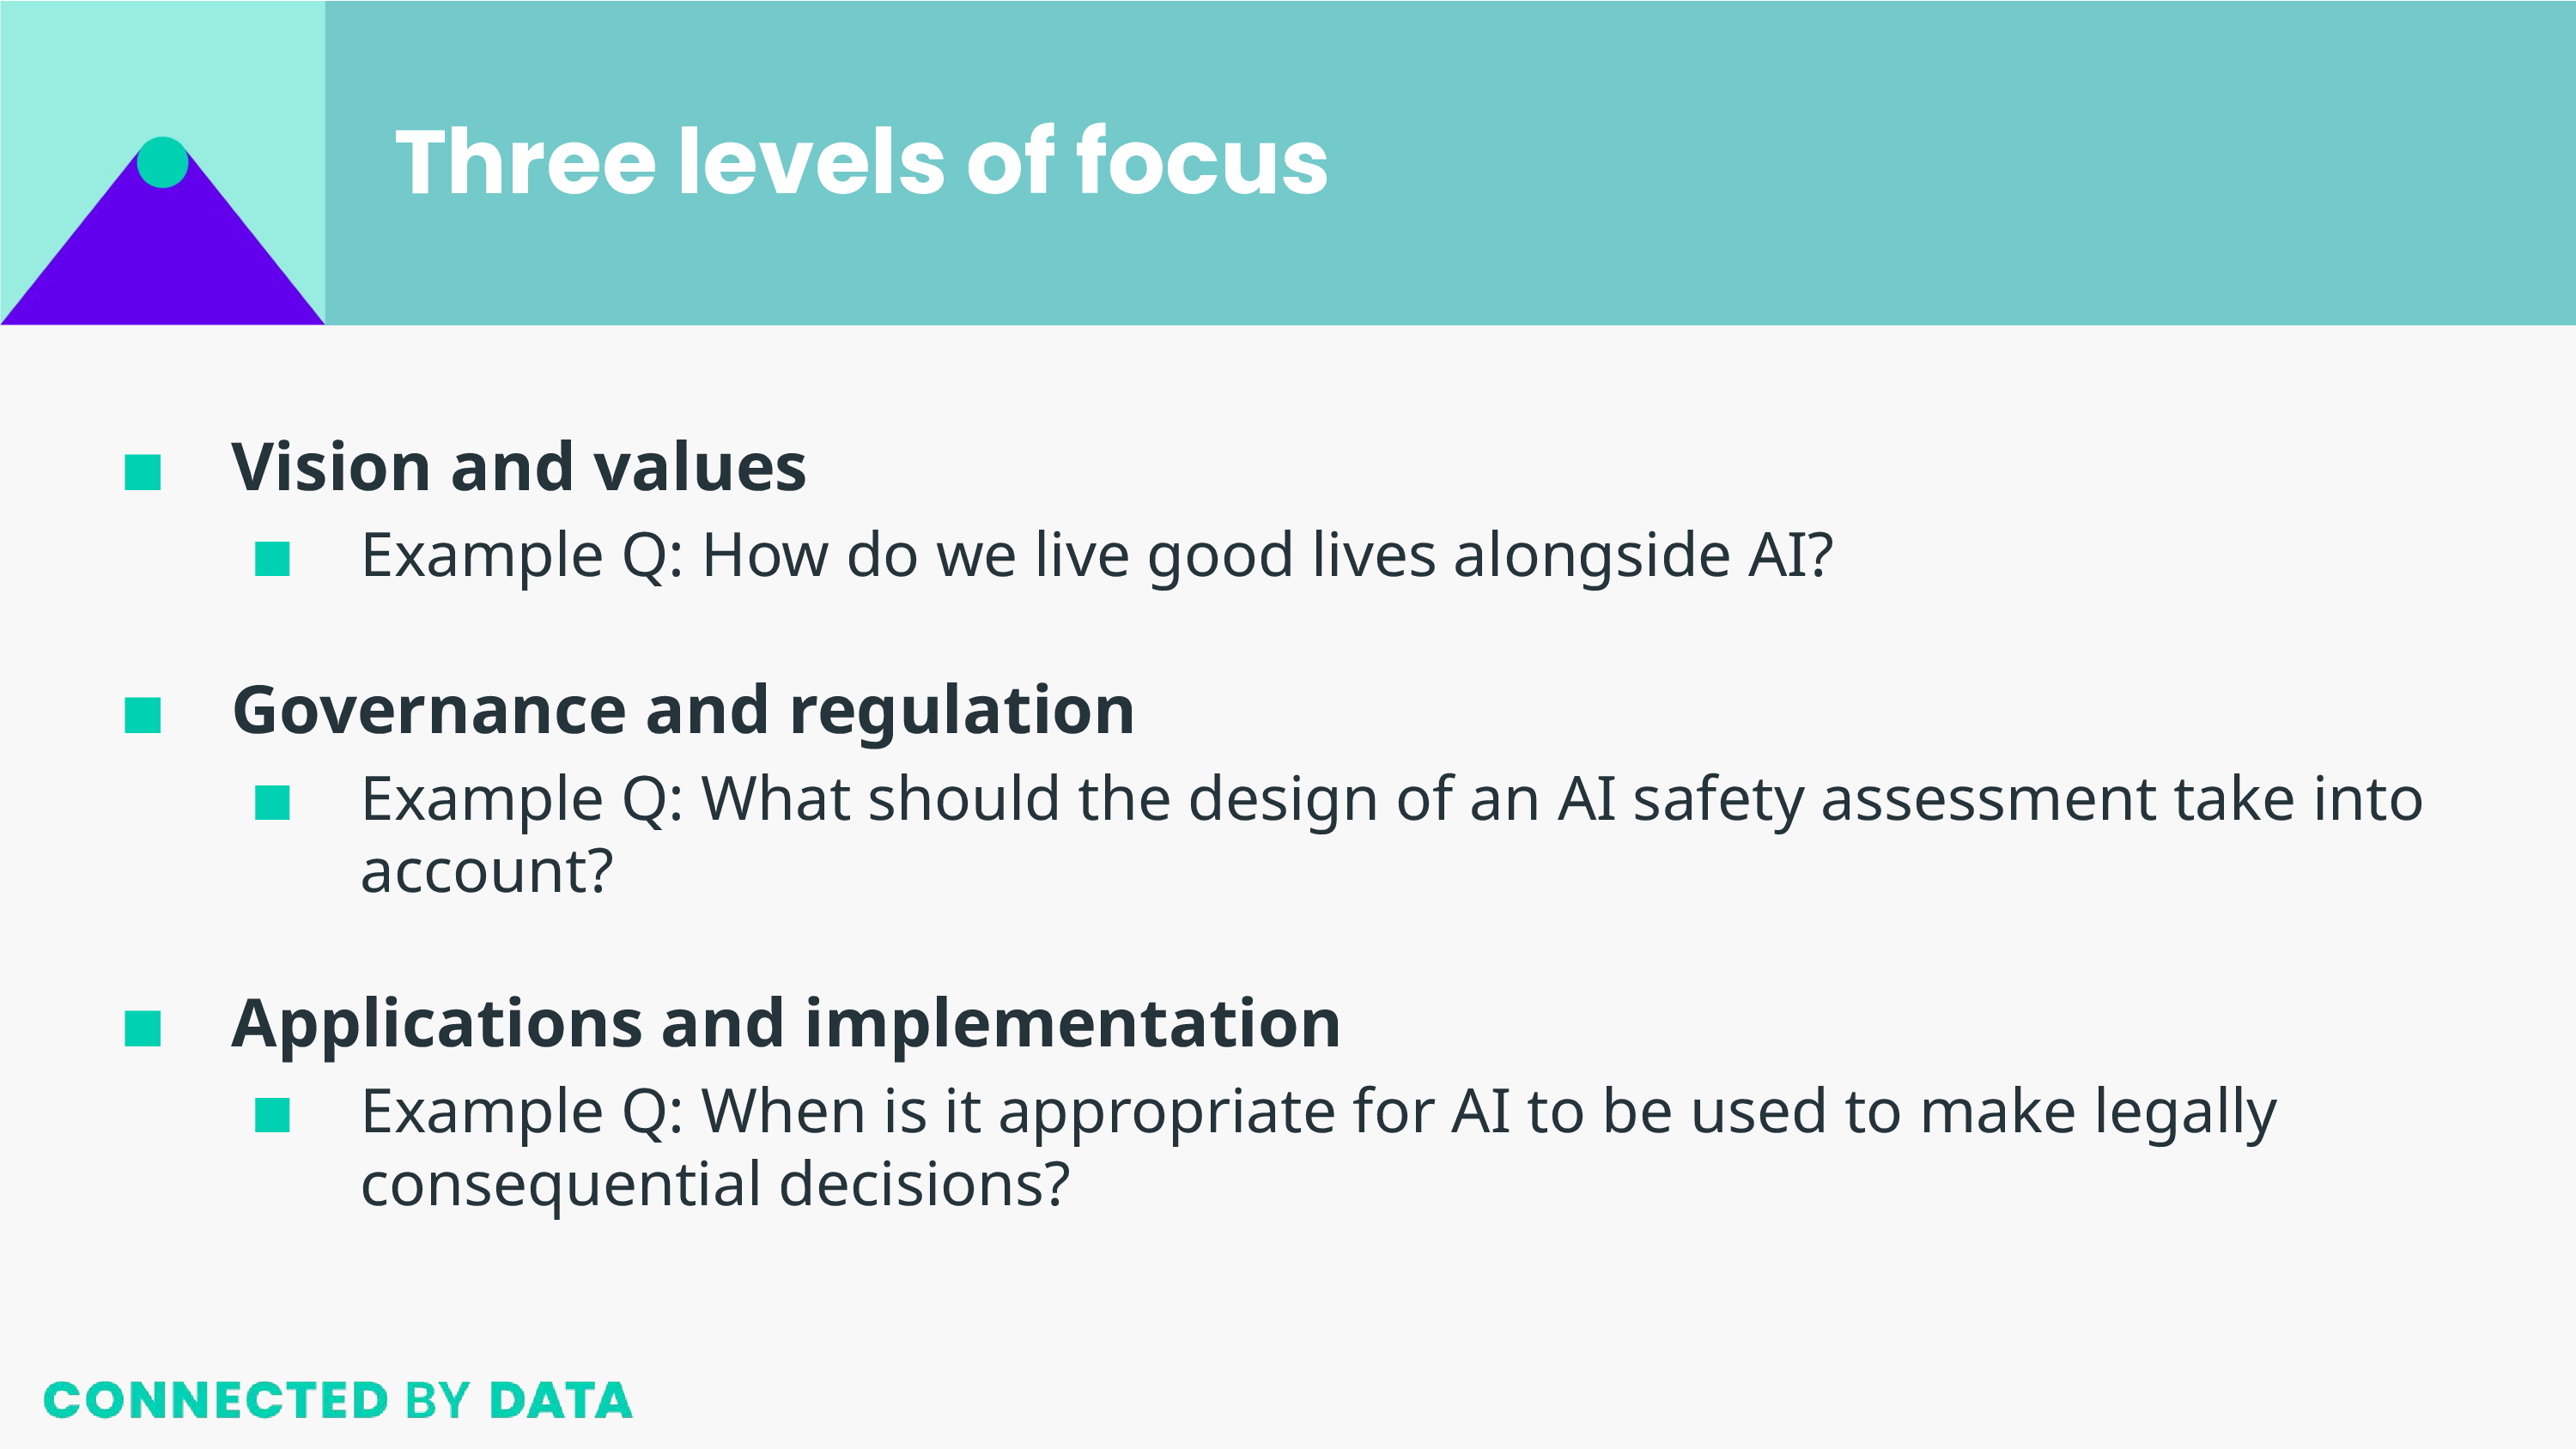 Three levels of focus
Vision and values
Example Q: How do we live good lives alongside AI?
Governance and regulation
Example Q: What should the design of an AI safety assessment take into
account?
Applications and implementation
Example Q: When is it appropriate for AI to be used to make legally
consequential decisions?
CONNECTED BY DATA